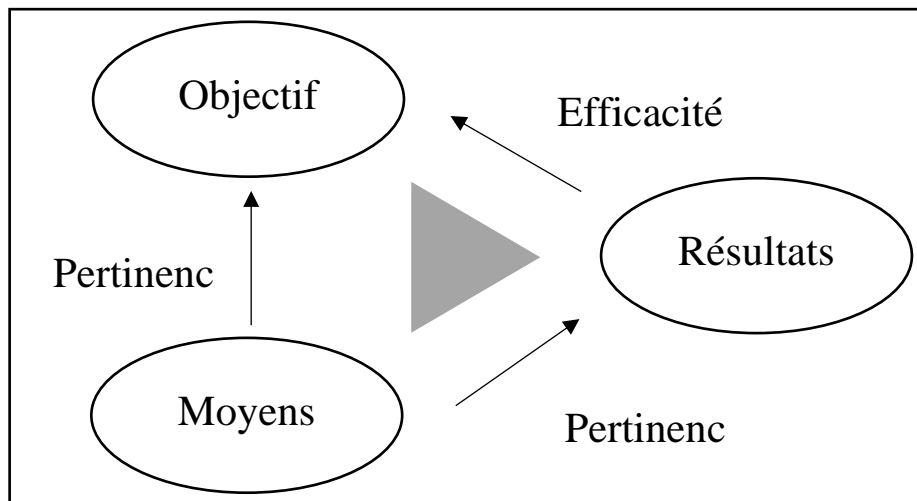 Objectif
Efficacité
Résultats
Pertinenc
Moyens
Pertinenc